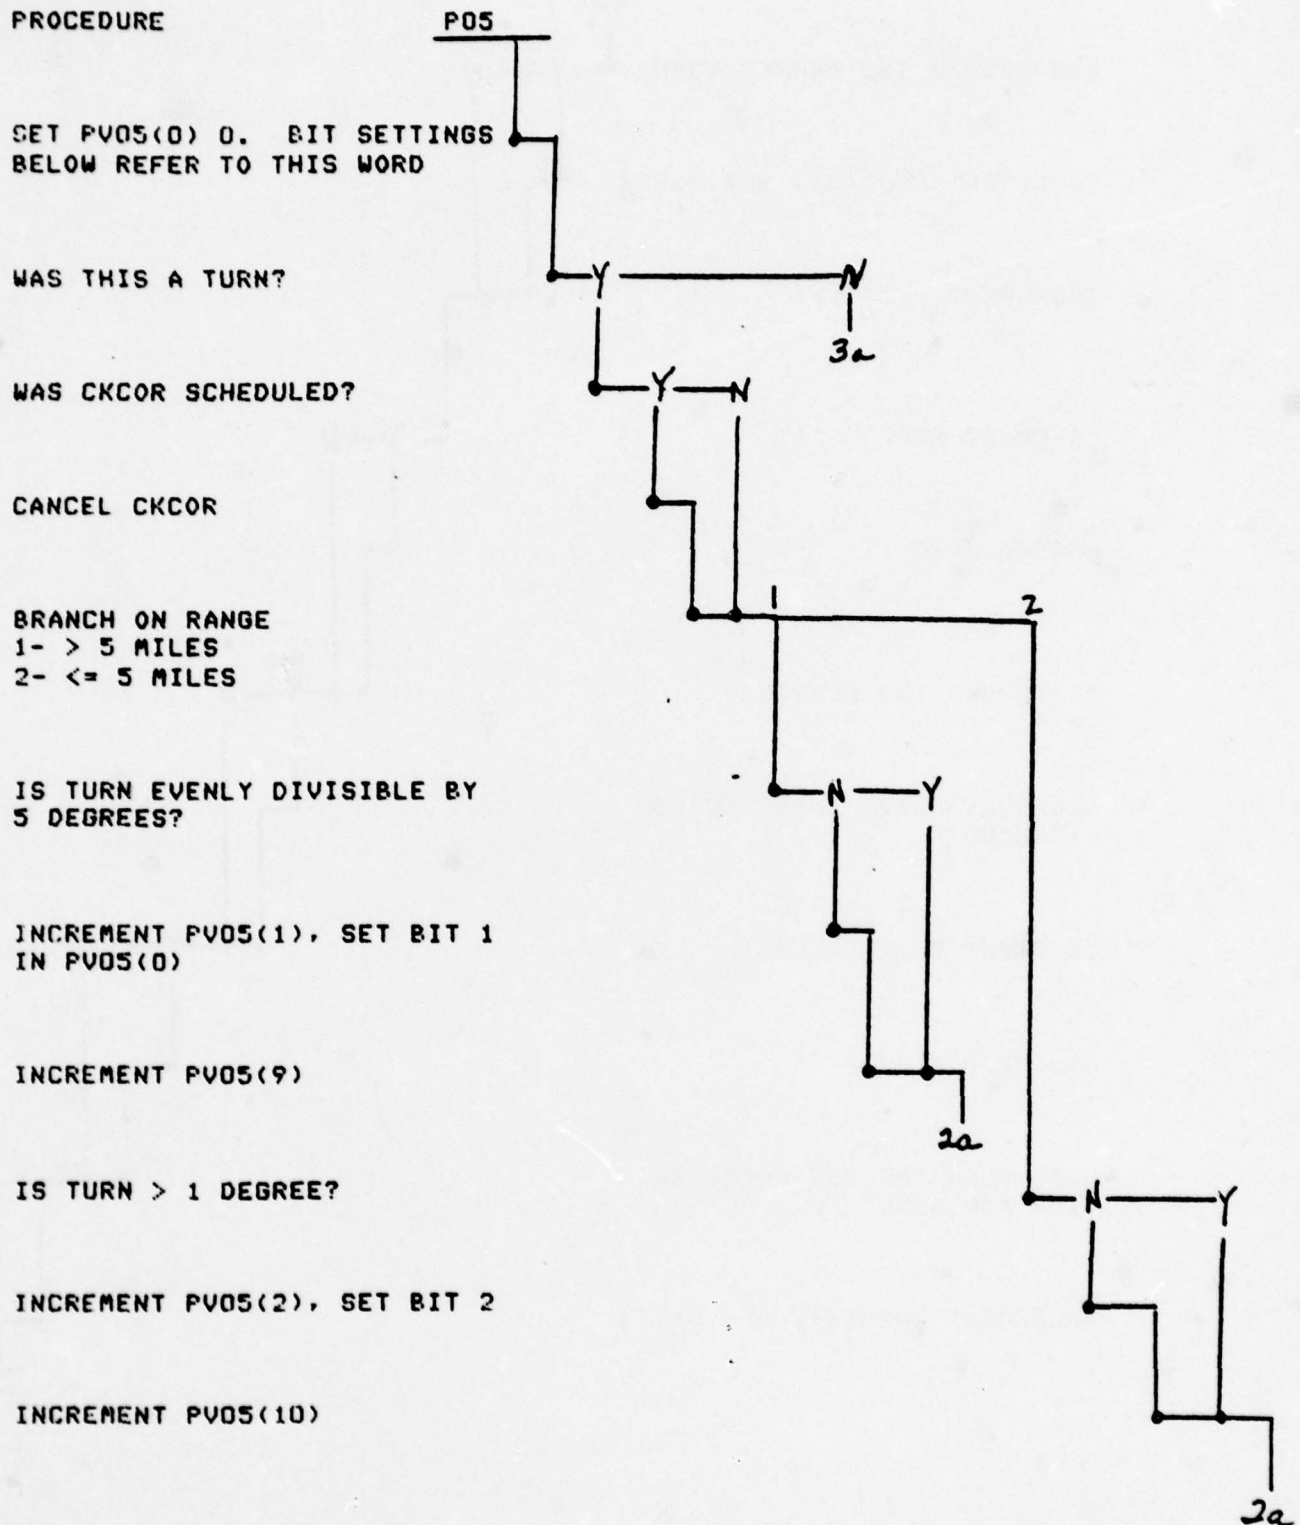 PROCEDURE P05
SET PV05(0) 0. BIT SETTINGS
BELOW REFER TO THIS WORD
WAS THIS A TURN? Y N
3a
WAS CKCOR SCHEDULED? Y N
CANCEL CKCOR
BRANCH ON RANGE 1 2
1- > 5 MILES
2- <= 5 MILES
IS TURN EVENLY DIVISIBLE BY N Y
5 DEGREES?
INCREMENT PV05(1), SET BIT 1
IN PV05(0)
INCREMENT PV05(9)
2a
IS TURN > 1 DEGREE? N Y
INCREMENT PV05(2), SET BIT 2
INCREMENT PV05(10)
2a